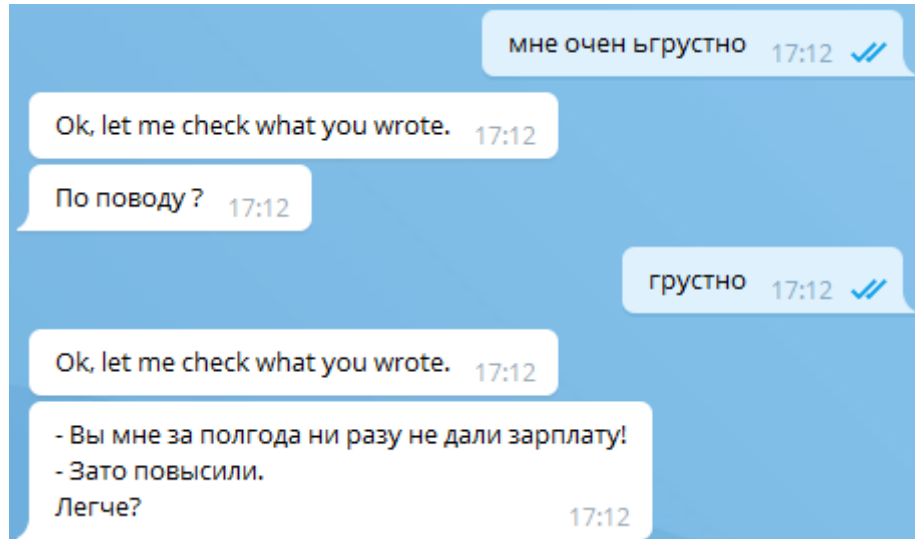 мне очен ьгрустно 17:12
Ok, let me check what you wrote. 17:12
По поводу ? 17:12
грустно 17:12
Ok, let me check what you wrote. 17:12
- Вы мне за полгода ни разу не дали зарплату!
- Зато повысили.
Легче? 17:12